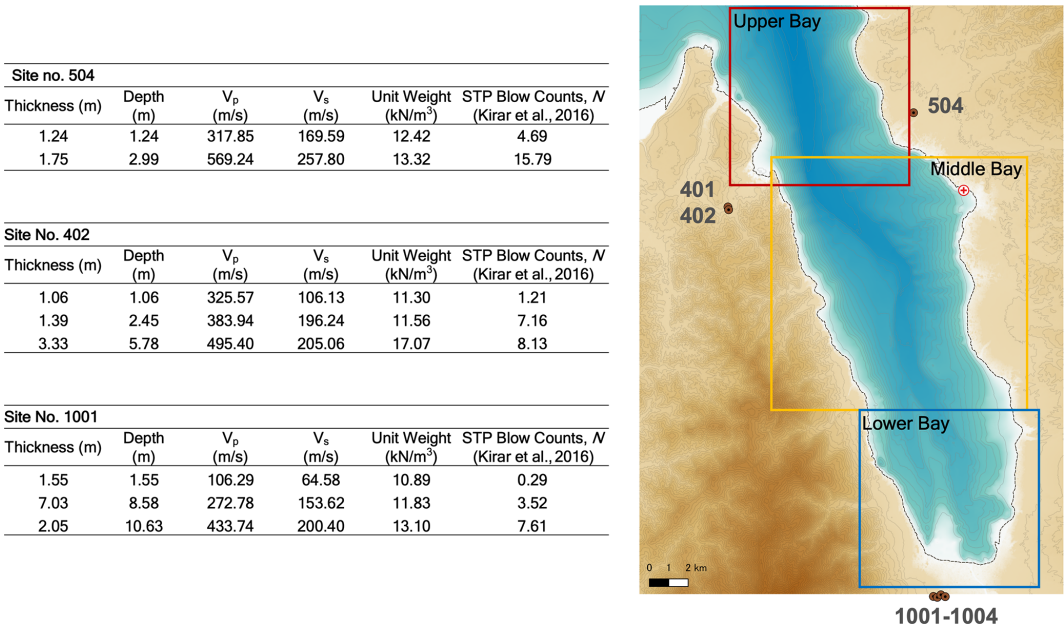 Site no. 504
Thickness (m) Depth (m) Vp (m/s) Vs (m/s) Unit Weight (kN/m³) STP Blow Counts, N (Kirar et al., 2016)
1.24 1.24 317.85 169.59 12.42 4.69
1.75 2.99 569.24 257.80 13.32 15.79
Site No. 402
Thickness (m) Depth (m) Vp (m/s) Vs (m/s) Unit Weight (kN/m³) STP Blow Counts, N (Kirar et al., 2016)
1.06 1.06 325.57 106.13 11.30 1.21
1.39 2.45 383.94 196.24 11.56 7.16
3.33 5.78 495.40 205.06 17.07 8.13
Site No. 1001
Thickness (m) Depth (m) Vp (m/s) Vs (m/s) Unit Weight (kN/m³) STP Blow Counts, N (Kirar et al., 2016)
1.55 1.55 106.29 64.58 10.89 0.29
7.03 8.58 272.78 153.62 11.83 3.52
2.05 10.63 433.74 200.40 13.10 7.61
Upper Bay
504
Middle Bay
401
402
Lower Bay
0 1 2 km
1001-1004